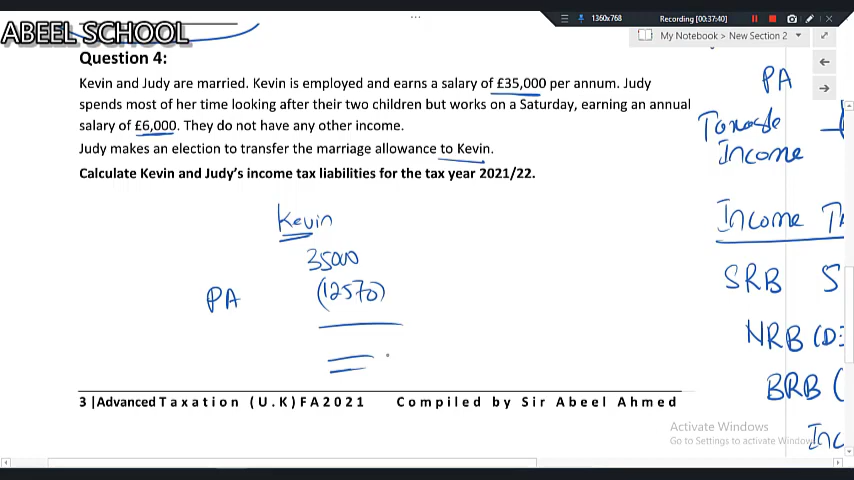 1360x768
Recording [00:37:40]
ABEEL SCHOOL
My Notebook > New Section 2
Question 4:
Kevin and Judy are married. Kevin is employed and earns a salary of £35,000 per annum. Judy
spends most of her time looking after their two children but works on a Saturday, earning an annual
salary of £6,000. They do not have any other income.
Judy makes an election to transfer the marriage allowance to Kevin.
Calculate Kevin and Judy's income tax liabilities for the tax year 2021/22.
Kevin
35000
PA (12570)
3 |Advanced Taxation (U.K) FA2021 Compiled by Sir Abeel Ahmed
PA
Taxable
Income
Income TA
SRB S
NRB (D:
BRB (
Inc
Activate Windows
Go to Settings to activate Windows.